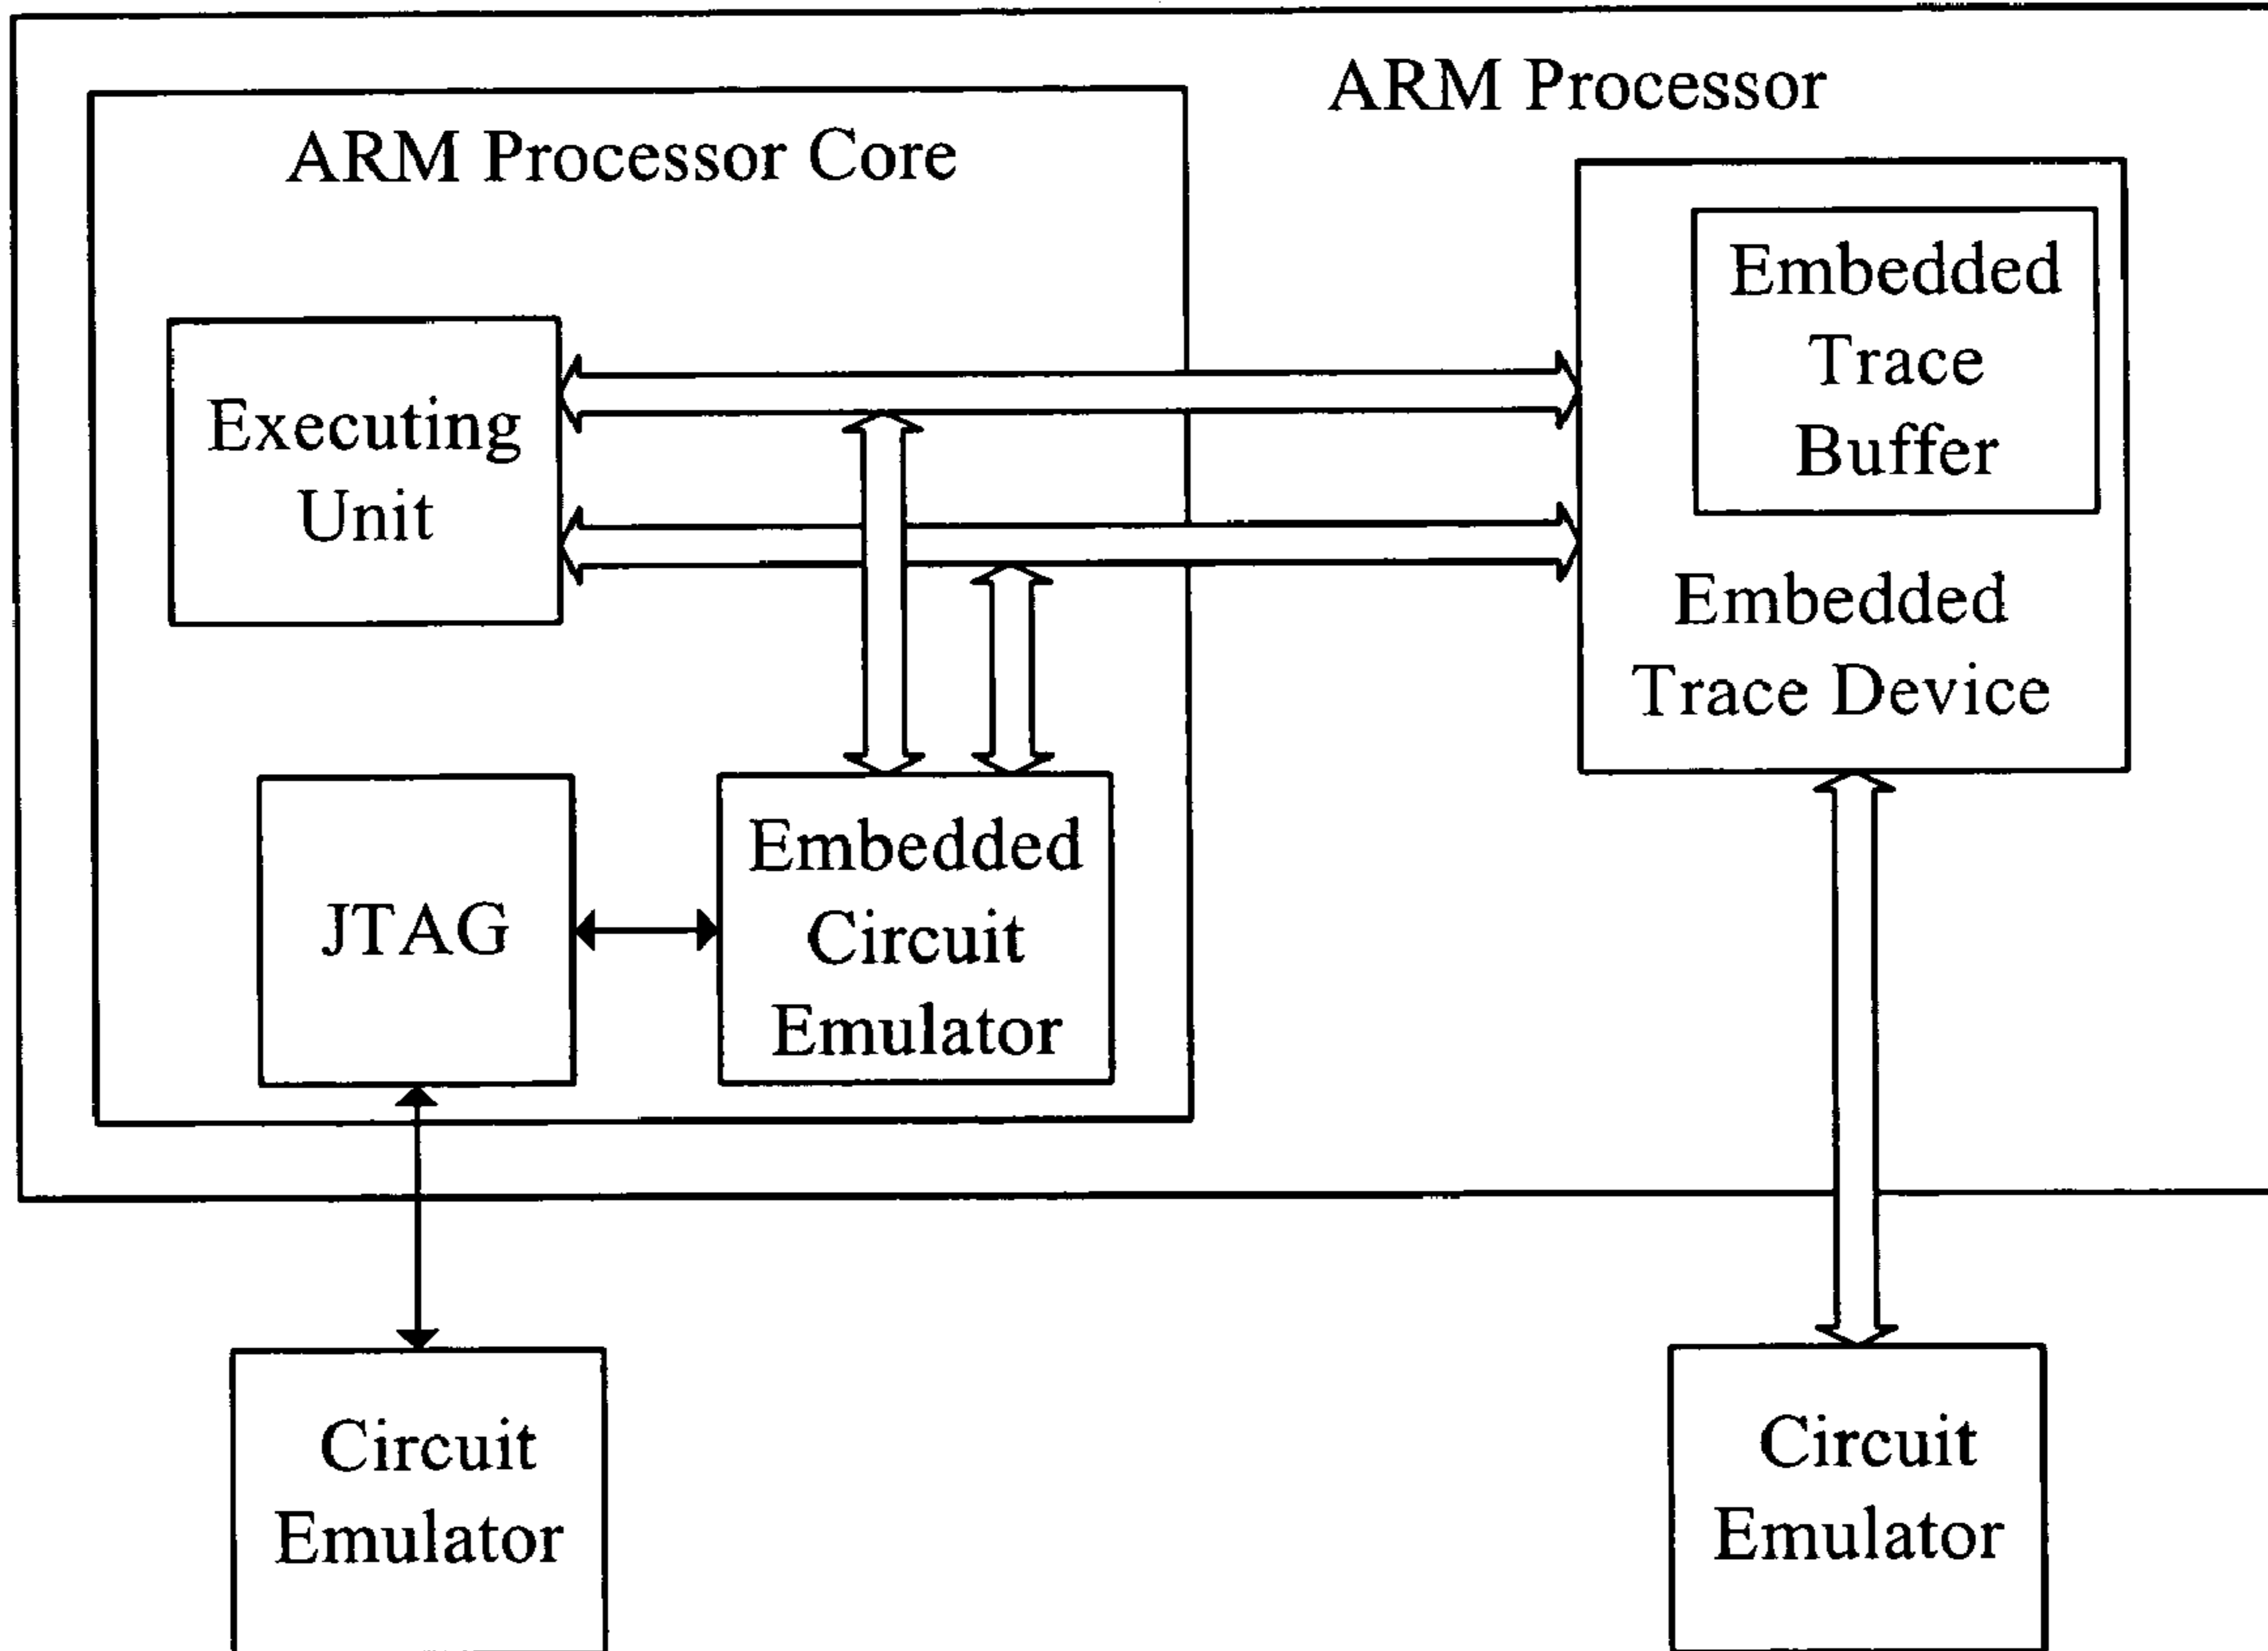 ARM Processor
ARM Processor Core
Embedded
Trace
Buffer
Executing
Unit
Embedded
Trace Device
JTAG
Embedded
Circuit
Emulator
Circuit
Emulator
Circuit
Emulator